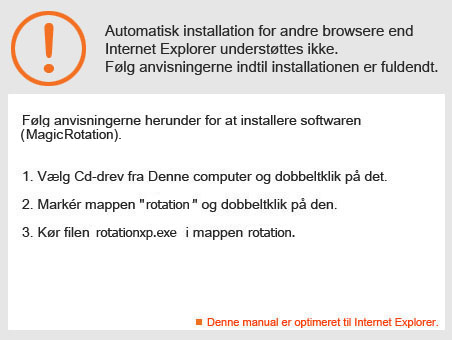 Automatisk installation for andre browsere end
Internet Explorer understøttes ikke.
Følg anvisningerne indtil installationen er fuldendt.
Følg anvisningerne herunder for at installere softwaren
(MagicRotation).
1. Vælg Cd-drev fra Denne computer og dobbeltklik på det.
2. Markér mappen "rotation" og dobbeltklik på den.
3. Kør filen rotationxp.exe i mappen rotation.
Denne manual er optimeret til Internet Explorer.